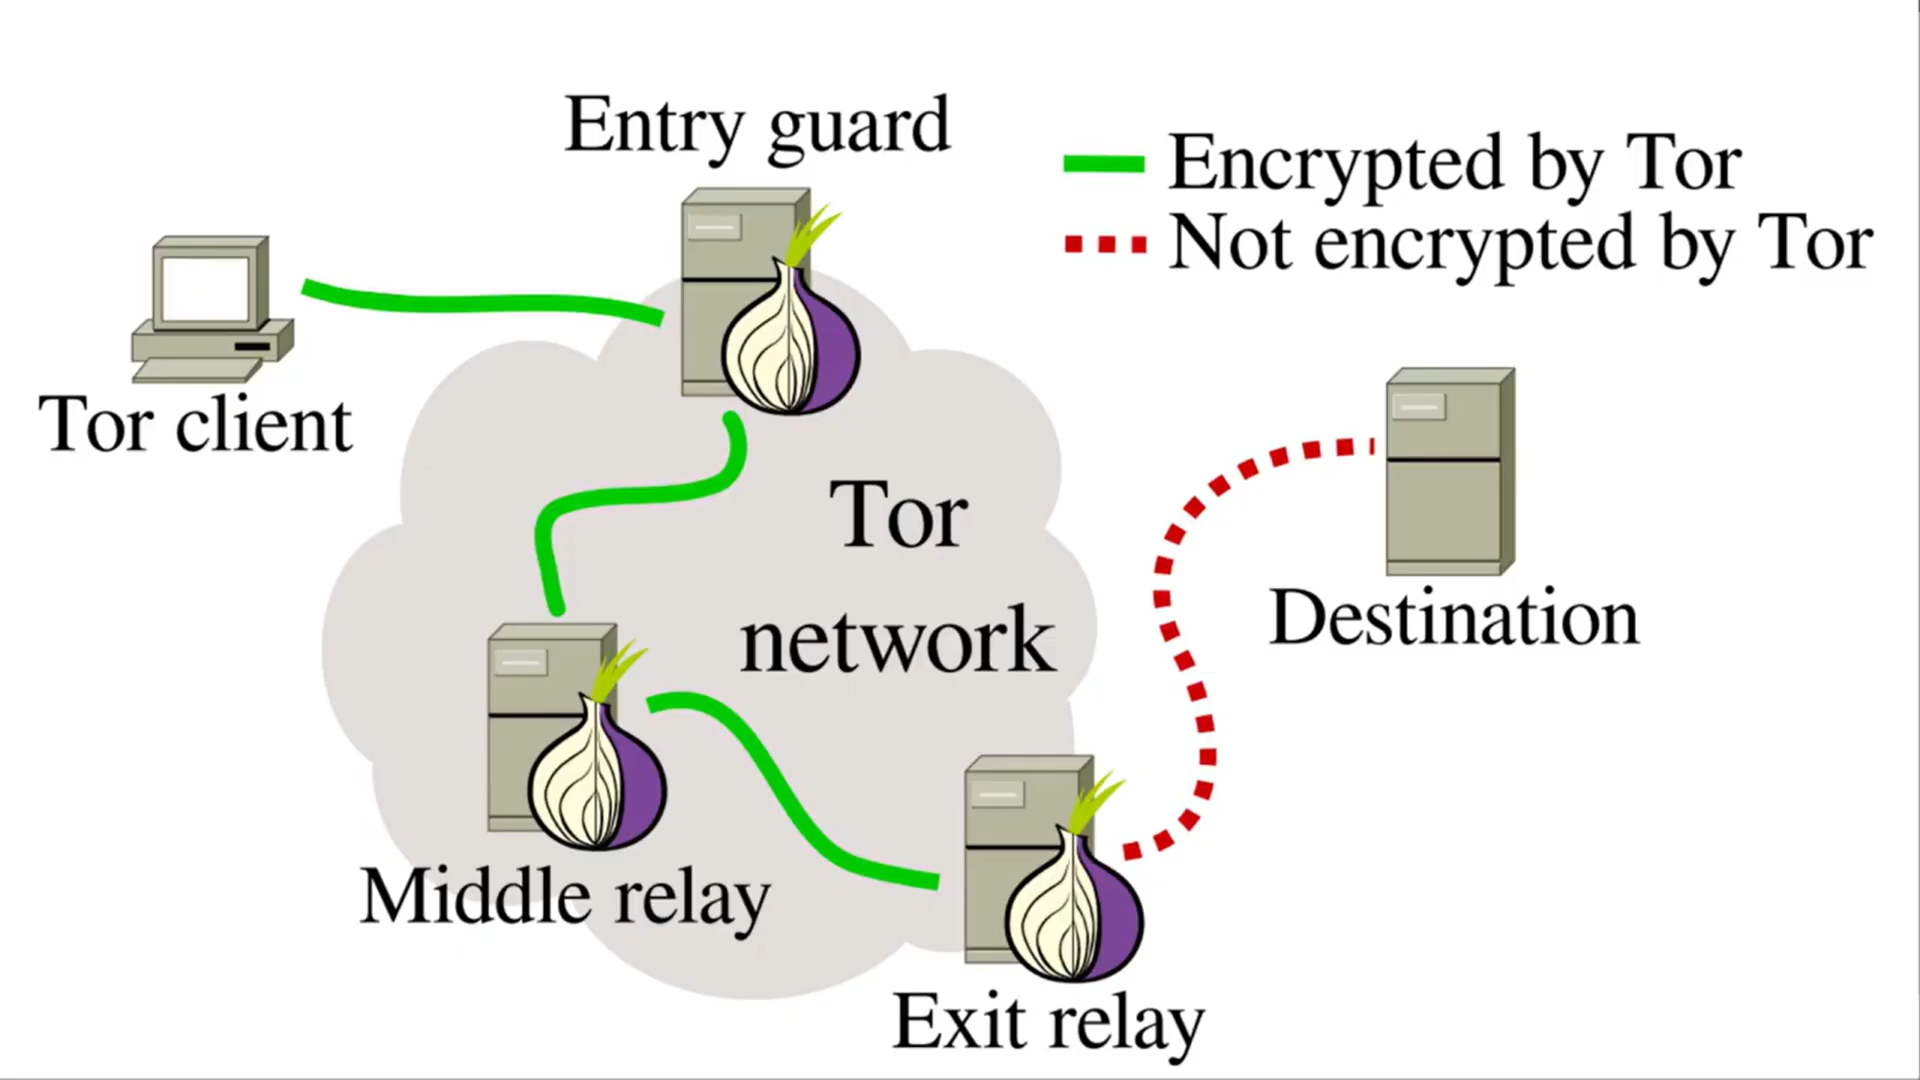 Entry guard
Encrypted by Tor
Not encrypted by Tor
Tor client
Tor
network
Destination
Middle relay
Exit relay